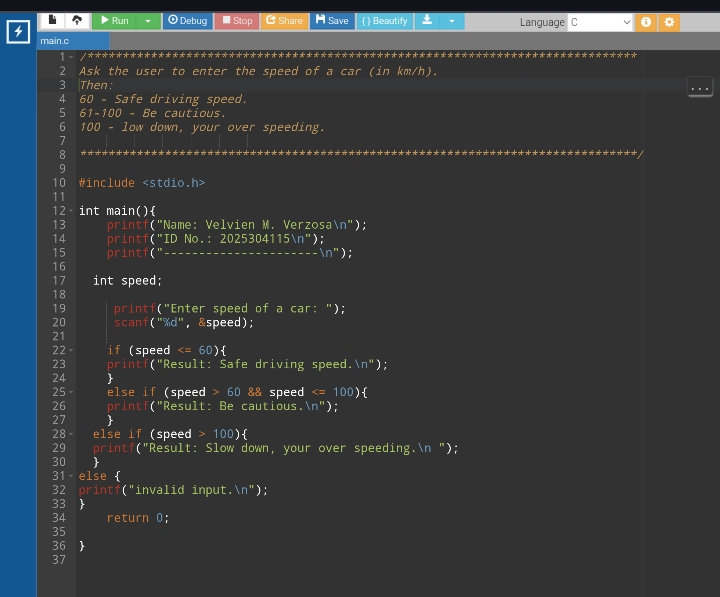 Run Debug Stop Share Save {} Beautify Language C
main.c
1 /******************************************************************************
2 Ask the user to enter the speed of a car (in km/h).
3 Then:
4 60 - Safe driving speed.
5 61-100 - Be cautious.
6 100 - low down, your over speeding.
7
8 *******************************************************************************/
9
10 #include <stdio.h>
11
12 int main(){
13 printf("Name: Velvien M. Verzosa\n");
14 printf("ID No.: 2025304115\n");
15 printf("----------------------\n");
16
17 int speed;
18
19 printf("Enter speed of a car: ");
20 scanf("%d", &speed);
21
22 if (speed <= 60){
23 printf("Result: Safe driving speed.\n");
24 }
25 else if (speed > 60 && speed <= 100){
26 printf("Result: Be cautious.\n");
27 }
28 else if (speed > 100){
29 printf("Result: Slow down, your over speeding.\n ");
30 }
31 else {
32 printf("invalid input.\n");
33 }
34 return 0;
35
36 }
37